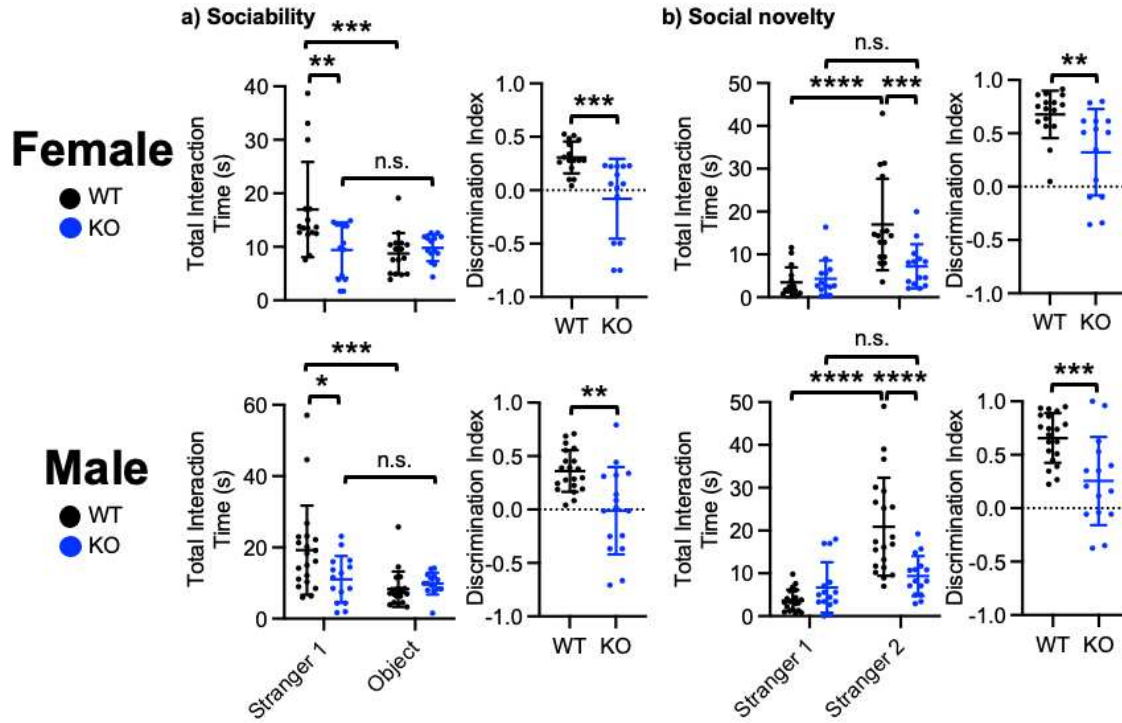 a) Sociability
b) Social novelty
Female
WT
KO
***
**
n.s.
40
30
20
10
0
Total Interaction
Time (s)
***
1.0
0.5
0.0
-0.5
-1.0
Discrimination Index
WT KO
n.s.
**** ***
50
40
30
20
10
0
Total Interaction
Time (s)
**
1.0
0.5
0.0
-0.5
-1.0
Discrimination Index
WT KO
Male
WT
KO
***
*
n.s.
60
40
20
0
Total Interaction
Time (s)
Stranger 1
Object
**
1.0
0.5
0.0
-0.5
-1.0
Discrimination Index
WT KO
n.s.
**** ****
50
40
30
20
10
0
Total Interaction
Time (s)
Stranger 1
Stranger 2
***
1.0
0.5
0.0
-0.5
-1.0
Discrimination Index
WT KO